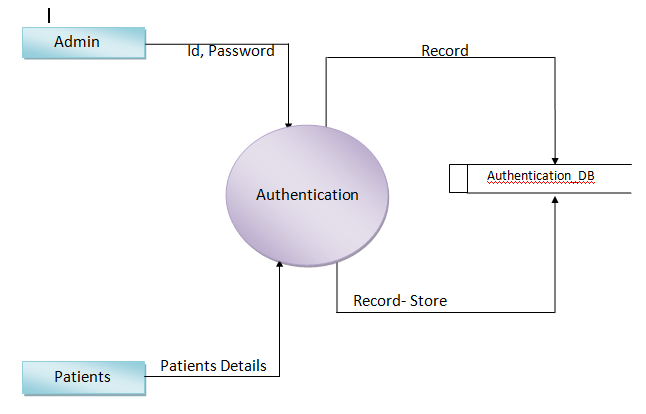 Admin
Id, Password
Record
Authentication_DB
Authentication
Record- Store
Patients Details
Patients